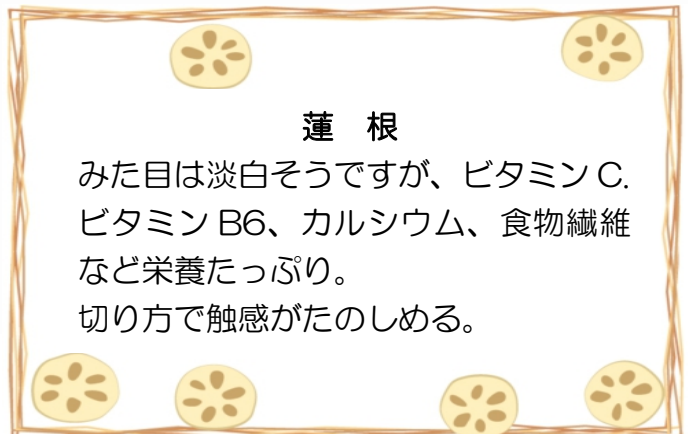 蓮　根
みた目は淡白そうですが、ビタミンC.
ビタミンB6、カルシウム、食物繊維
など栄養たっぷり。
切り方で触感がたのしめる。